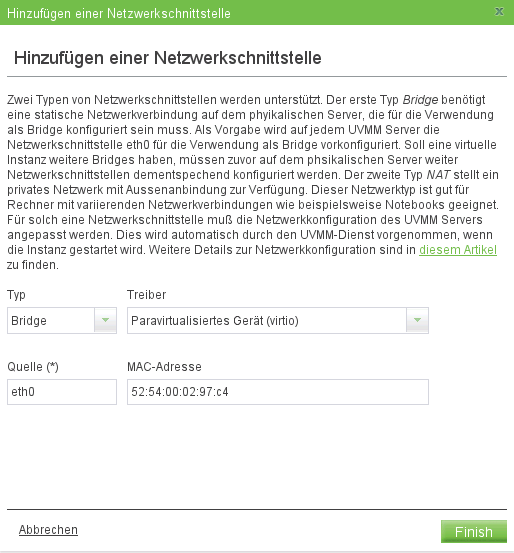 Hinzufügen einer Netzwerkschnittstelle
Hinzufügen einer Netzwerkschnittstelle
Zwei Typen von Netzwerkschnittstellen werden unterstützt. Der erste Typ Bridge benötigt
eine statische Netzwerkverbindung auf dem phyikalischen Server, die für die Verwendung
als Bridge konfiguriert sein muss. Als Vorgabe wird auf jedem UVMM Server die
Netzwerkschnittstelle eth0 für die Verwendung als Bridge vorkonfiguriert. Soll eine virtuelle
Instanz weitere Bridges haben, müssen zuvor auf dem phsikalischen Server weiter
Netzwerkschnittstellen dementspechend konfiguriert werden. Der zweite Typ NAT stellt ein
privates Netzwerk mit Aussenanbindung zur Verfügung. Dieser Netzwerktyp ist gut für
Rechner mit variierenden Netzwerkverbindungen wie beispielsweise Notebooks geeignet.
Für solch eine Netzwerkschnittstelle muß die Netzwerkkonfiguration des UVMM Servers
angepasst werden. Dies wird automatisch durch den UVMM-Dienst vorgenommen, wenn
die Instanz gestartet wird. Weitere Details zur Netzwerkkonfiguration sind in diesem Artikel
zu finden.
Typ Treiber
Bridge Paravirtualisiertes Gerät (virtio)
Quelle (*) MAC-Adresse
eth0 52:54:00:02:97:c4
Abbrechen Finish